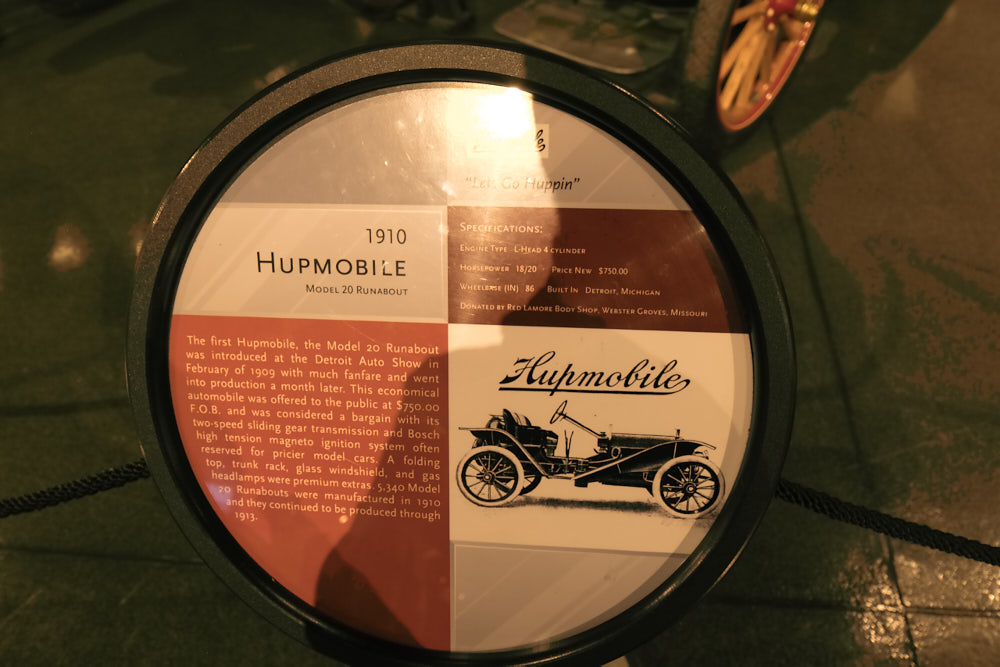 "Let's Go Huppin"
1910
HUPMOBILE
MODEL 20 RUNABOUT
SPECIFICATIONS:
ENGINE TYPE L-HEAD 4 CYLINDER
HORSEPOWER 18/20 · PRICE NEW $750.00
WHEELBASE (IN) 86 BUILT IN DETROIT, MICHIGAN
DONATED BY RED LAMORE BODY SHOP, WEBSTER GROVES, MISSOURI
The first Hupmobile, the Model 20 Runabout
was introduced at the Detroit Auto Show in
February of 1909 with much fanfare and went
into production a month later. This economical
automobile was offered to the public at $750.00
F.O.B. and was considered a bargain with its
two-speed sliding gear transmission and Bosch
high tension magneto ignition system often
reserved for pricier model cars. A folding
top, trunk rack, glass windshield, and gas
headlamps were premium extras. 5,340 Model
20 Runabouts were manufactured in 1910
and they continued to be produced through
1913.
Hupmobile